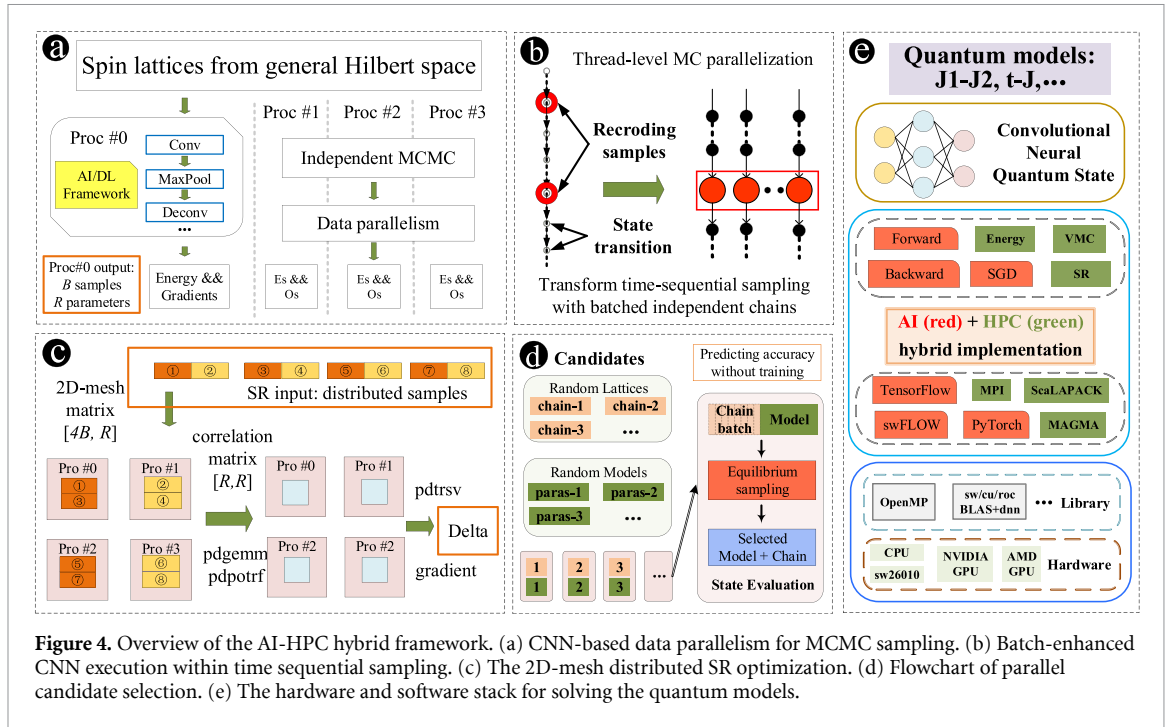 a
Spin lattices from general Hilbert space
Proc #0
AI/DL
Framework
Conv
MaxPool
Deconv
...
Proc #1
Proc #2
Proc #3
Independent MCMC
Data parallelism
Proc#0 output:
B samples
R parameters
Energy &&
Gradients
Es &&
Os
Es &&
Os
Es &&
Os
b
Thread-level MC parallelization
Recroding
samples
State
transition
Transform time-sequential sampling
with batched independent chains
c
2D-mesh
matrix
[4B, R]
① ② ③ ④ ⑤ ⑥ ⑦ ⑧
SR input: distributed samples
correlation
matrix
[R,R]
Pro #0
①
③
Pro #1
②
④
Pro #2
⑤
⑦
Pro #3
⑥
⑧
pdgemm
pdpotrf
Pro #0
Pro #1
Pro #2
Pro #2
pdtrsv
Delta
gradient
d
Candidates
Random Lattices
chain-1 chain-2
chain-3 ...
Random Models
paras-1 paras-2
paras-3 ...
1 2 3 ...
1 2 3
Predicting accuracy
without training
Chain
batch
Model
Equilibrium
sampling
Selected
Model + Chain
State Evaluation
e
Quantum models:
J1-J2, t-J,...
Convolutional
Neural
Quantum State
Forward Energy VMC
Backward SGD SR
AI (red) + HPC (green)
hybrid implementation
TensorFlow MPI ScaLAPACK
swFLOW PyTorch MAGMA
OpenMP
sw/cu/roc
BLAS+dnn
... Library
CPU
sw26010
NVIDIA
GPU
AMD
GPU
Hardware
Figure 4. Overview of the AI-HPC hybrid framework. (a) CNN-based data parallelism for MCMC sampling. (b) Batch-enhanced
CNN execution within time sequential sampling. (c) The 2D-mesh distributed SR optimization. (d) Flowchart of parallel
candidate selection. (e) The hardware and software stack for solving the quantum models.